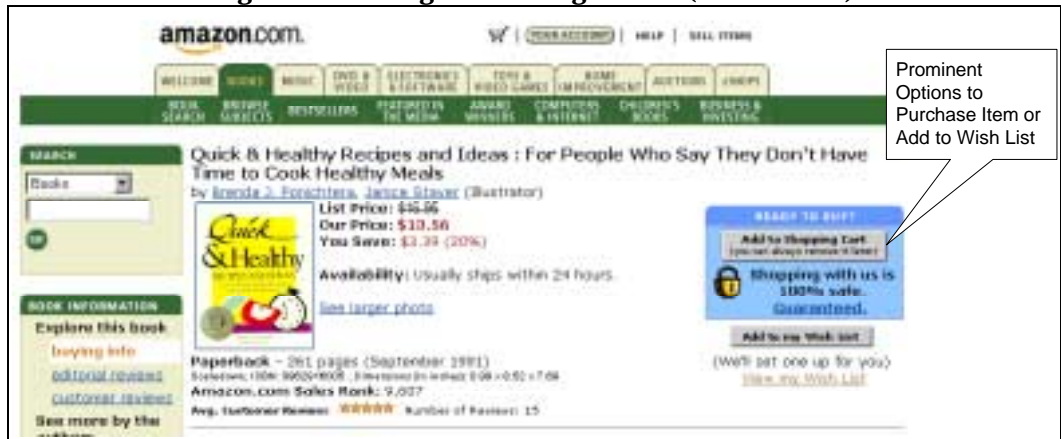 amazon.com.
YOUR ACCOUNT | HELP | SELL ITEMS
WELCOME BOOKS MUSIC DVD & VIDEO ELECTRONICS & SOFTWARE TOYS & VIDEO GAMES HOME IMPROVEMENT AUCTIONS zSHOPS
BOOK SEARCH BROWSE SUBJECTS BESTSELLERS FEATURED IN THE MEDIA AWARD WINNERS COMPUTERS & INTERNET CHILDREN'S BOOKS BUSINESS & INVESTING
Prominent
Options to
Purchase Item or
Add to Wish List
SEARCH
Books
GO
BOOK INFORMATION
Explore this book
buying info
editorial reviews
customer reviews
See more by the
Quick & Healthy Recipes and Ideas : For People Who Say They Don't Have
Time to Cook Healthy Meals
by Brenda J. Ponichtera, (Illustrator)
Quick
& Healthy
List Price:
Our Price: $13.56
You Save: $3.39 (20%)
Availability: Usually ships within 24 hours.
See larger photo
Paperback - 261 pages (September 1991)
Amazon.com Sales Rank: 9,607
Avg. Customer Review: Number of Reviews: 15
READY TO BUY?
Add to Shopping Cart
(you can always remove it later)
Shopping with us is
100% safe.
Guaranteed.
Add to my Wish List
(We'll set one up for you)
View my Wish List